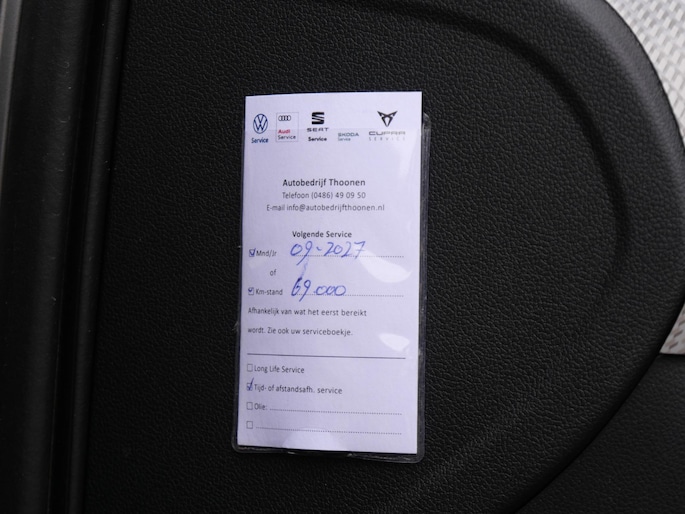 Service
Audi
Service
SEAT
Service
ŠKODA
Service
CUPRA
SERVICE
Autobedrijf Thoonen
Telefoon (0486) 49 09 50
E-mail info@autobedrijfthoonen.nl
Volgende Service
Mnd/Jr 09-2027
of
Km-stand 69.000
Afhankelijk van wat het eerst bereikt
wordt. Zie ook uw serviceboekje.
Long Life Service
Tijd- of afstandsafh. service
Olie: